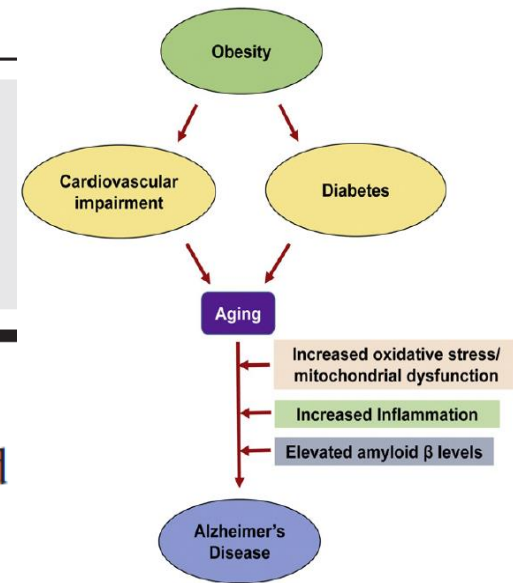 Obesity
Cardiovascular
impairment
Diabetes
Aging
Increased oxidative stress/
mitochondrial dysfunction
Increased Inflammation
Elevated amyloid β levels
Alzheimer's
Disease